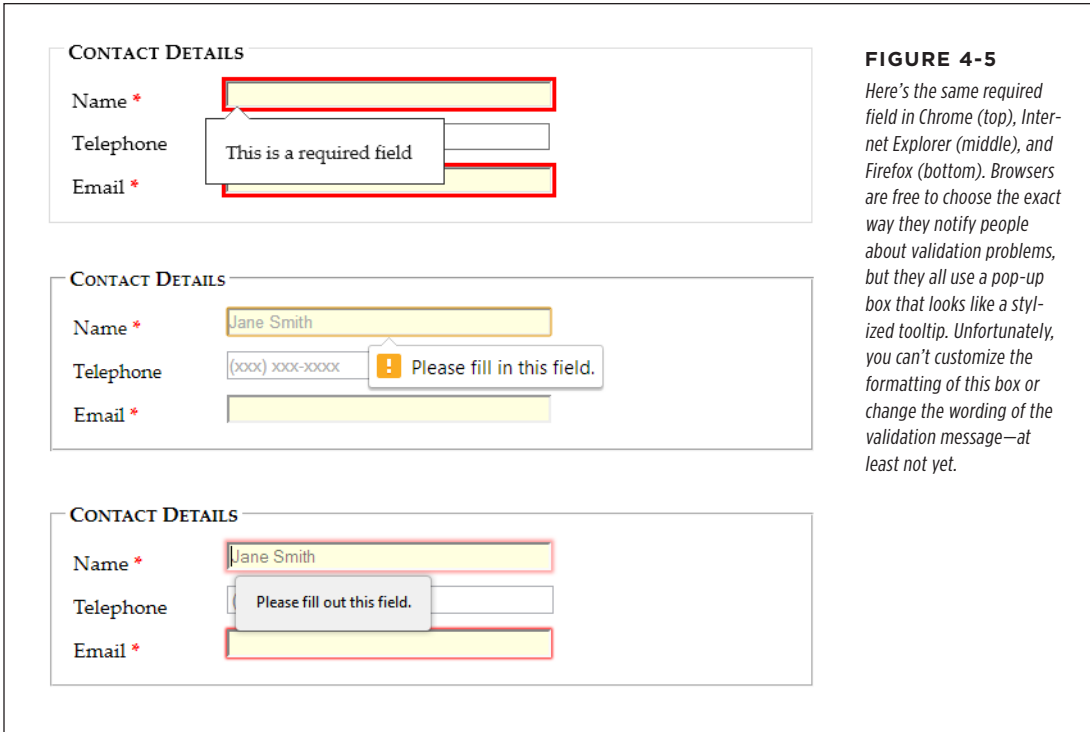 CONTACT DETAILS
Name *
Telephone
This is a required field
Email *
CONTACT DETAILS
Name *
Jane Smith
Telephone
(xxx) xxx-xxxx
Please fill in this field.
Email *
CONTACT DETAILS
Name *
Jane Smith
Telephone
(
Please fill out this field.
Email *
FIGURE 4-5
Here's the same required
field in Chrome (top), Inter-
net Explorer (middle), and
Firefox (bottom). Browsers
are free to choose the exact
way they notify people
about validation problems,
but they all use a pop-up
box that looks like a styl-
ized tooltip. Unfortunately,
you can't customize the
formatting of this box or
change the wording of the
validation message—at
least not yet.